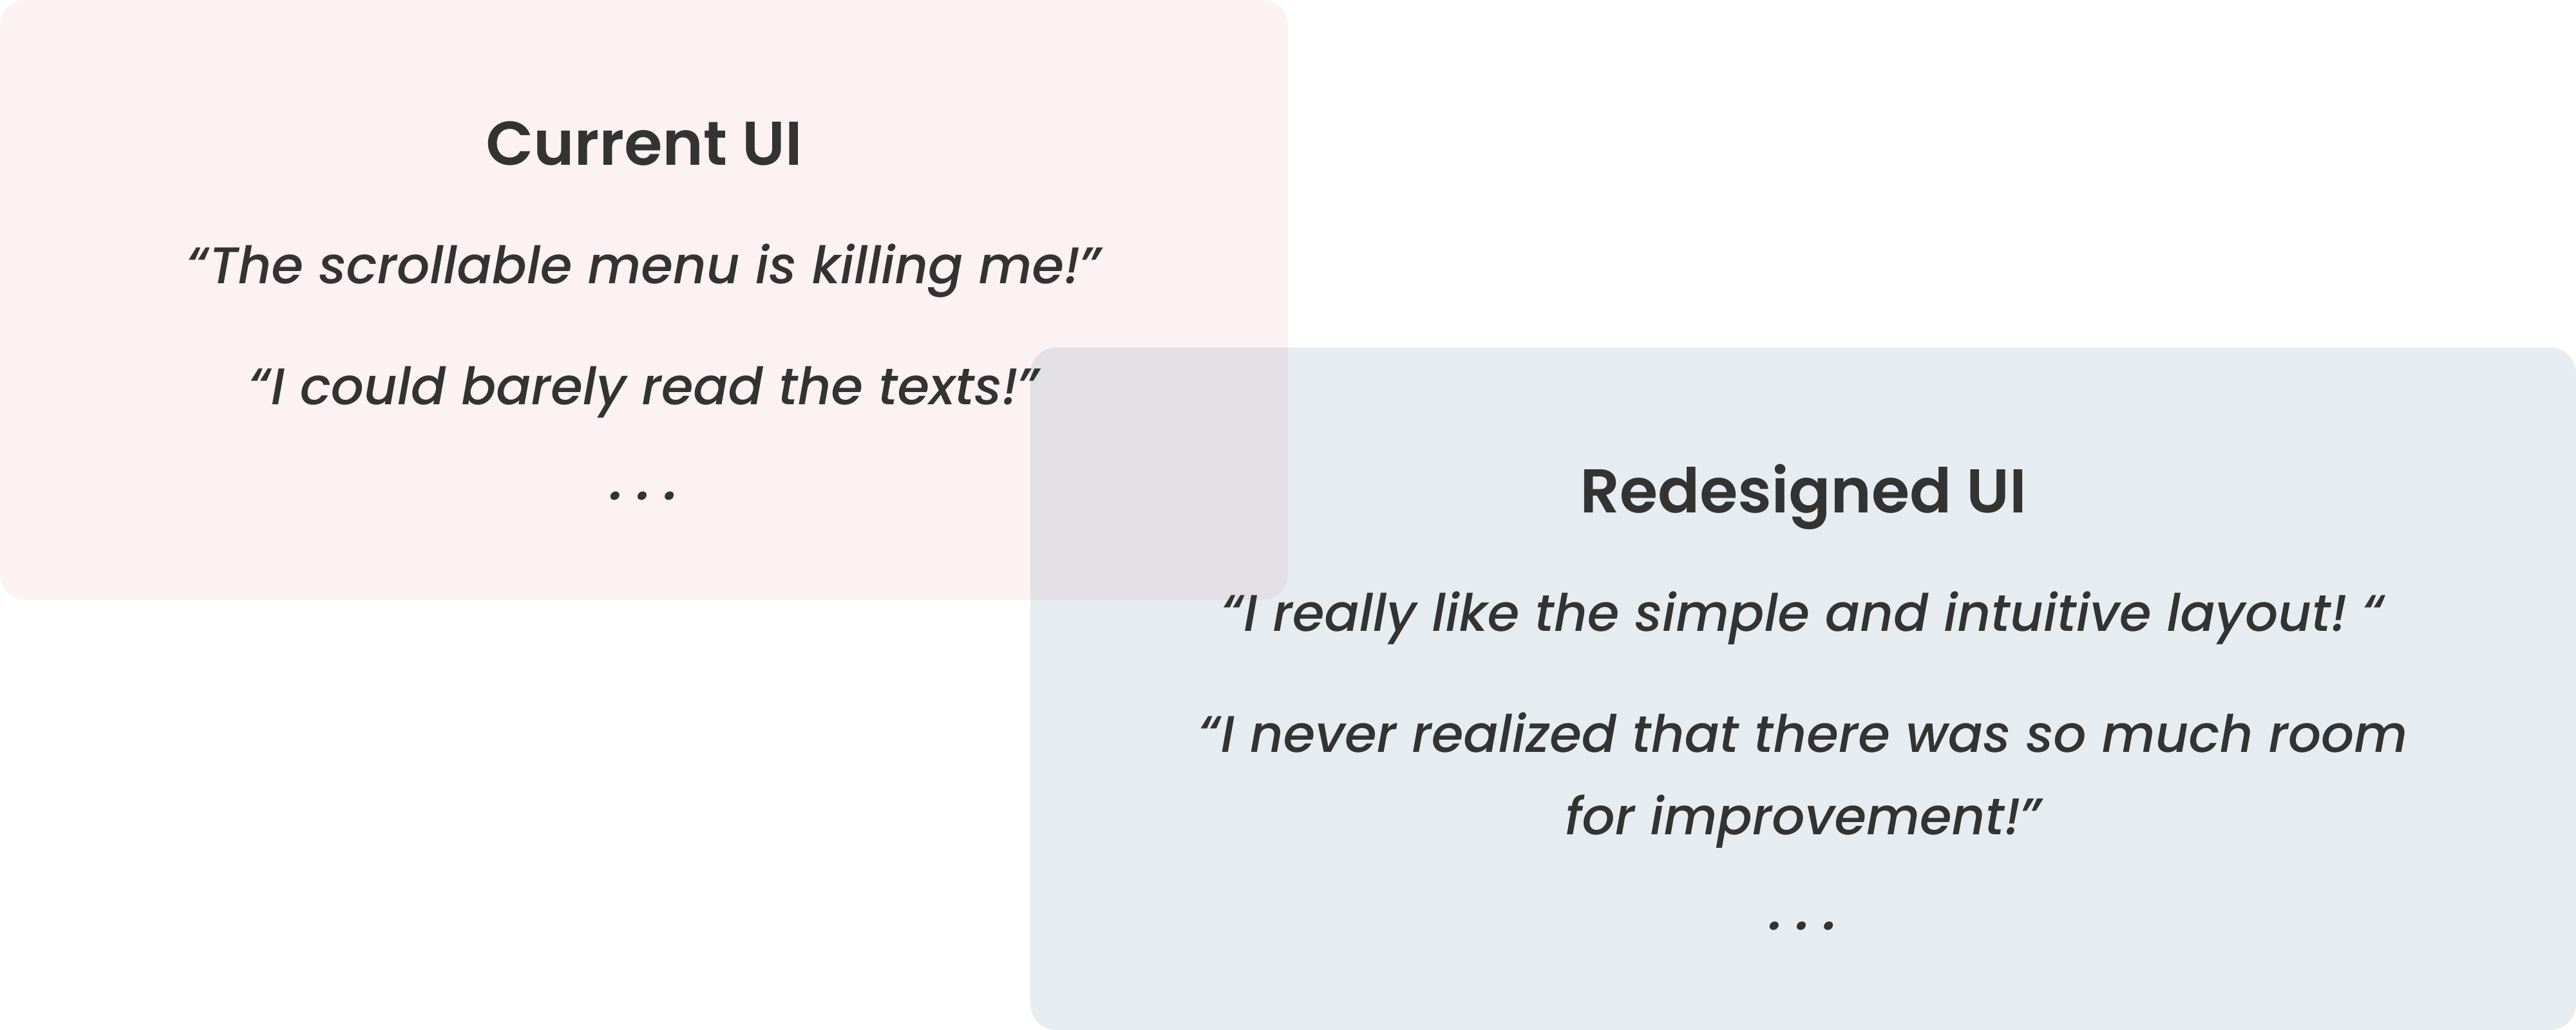 Current UI
“The scrollable menu is killing me!”
“I could barely read the texts!”
...
Redesigned UI
“I really like the simple and intuitive layout! “
“I never realized that there was so much room
for improvement!”
...